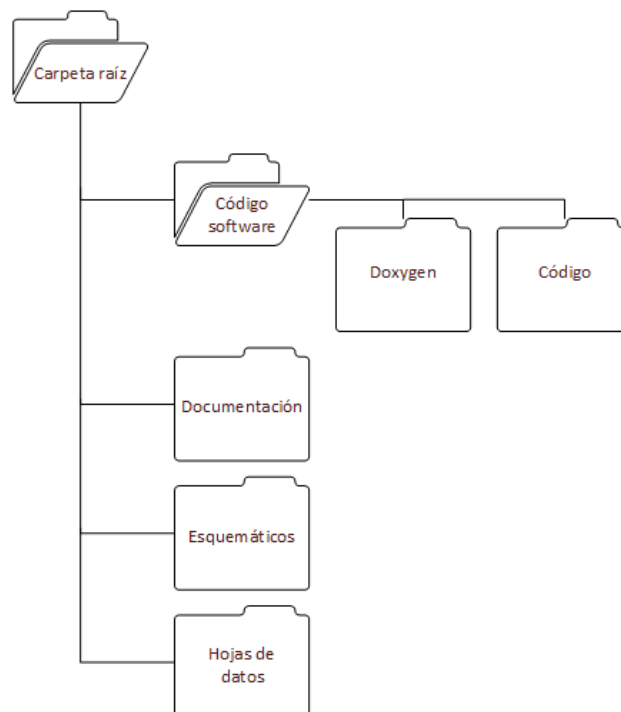 Carpeta raíz
Código
software
Doxygen
Código
Documentación
Esquemáticos
Hojas de
datos